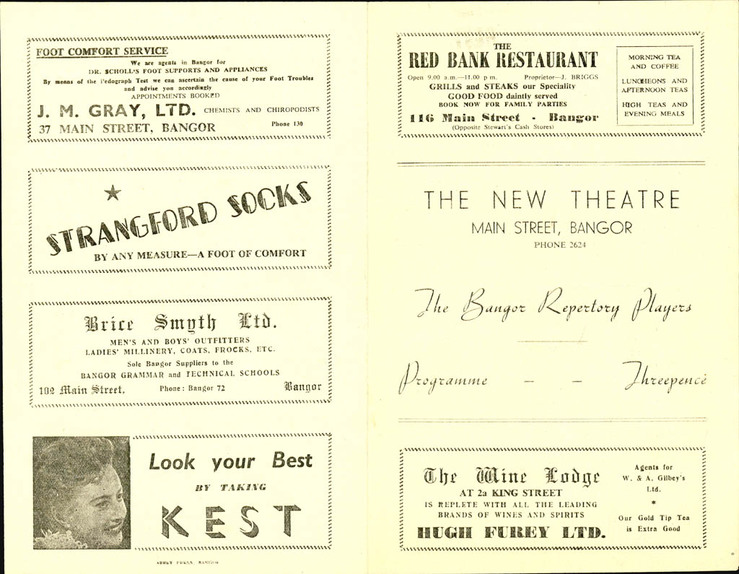 FOOT COMFORT SERVICE
We are agents in Bangor for
DR. SCHOLL'S FOOT SUPPORTS AND APPLIANCES
By means of the Pedograph Test we can ascertain the cause of your Foot Troubles
and advise you accordingly
APPOINTMENTS BOOKED
J. M. GRAY, LTD. CHEMISTS AND CHIROPODISTS
37 MAIN STREET, BANGOR Phone 130
STRANGFORD SOCKS
BY ANY MEASURE—A FOOT OF COMFORT
Brice Smyth Ltd.
MEN'S AND BOYS' OUTFITTERS
LADIES' MILLINERY, COATS, FROCKS, ETC.
Sole Bangor Suppliers to the
BANGOR GRAMMAR and TECHNICAL SCHOOLS
102 Main Street. Phone: Bangor 72 Bangor
Look your Best
BY TAKING
KEST
THE
RED BANK RESTAURANT
Open 9.00 a.m.—11.00 p.m. Proprietor—J. BRIGGS
GRILLS and STEAKS our Speciality
GOOD FOOD daintly served
BOOK NOW FOR FAMILY PARTIES
116 Main Street - Bangor
(Opposite Stewart's Cash Stores)
MORNING TEA
AND COFFEE
LUNCHEONS AND
AFTERNOON TEAS
HIGH TEAS AND
EVENING MEALS
THE NEW THEATRE
MAIN STREET, BANGOR
PHONE 2624
The Bangor Repertory Players
Programme - - Threepence
The Wine Lodge
AT 2a KING STREET
IS REPLETE WITH ALL THE LEADING
BRANDS OF WINES AND SPIRITS
HUGH FUREY LTD.
Agents for
W. & A. Gilbey's
Ltd.
*
Our Gold Tip Tea
is Extra Good